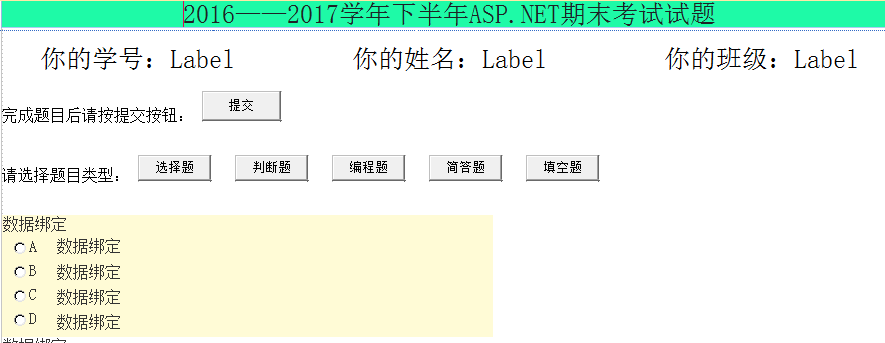 2016——2017学年下半年ASP.NET期末考试试题
你的学号：Label 你的姓名：Label 你的班级：Label
完成题目后请按提交按钮： 提交
请选择题目类型： 选择题 判断题 编程题 简答题 填空题
数据绑定
A 数据绑定
B 数据绑定
C 数据绑定
D 数据绑定
数据绑定